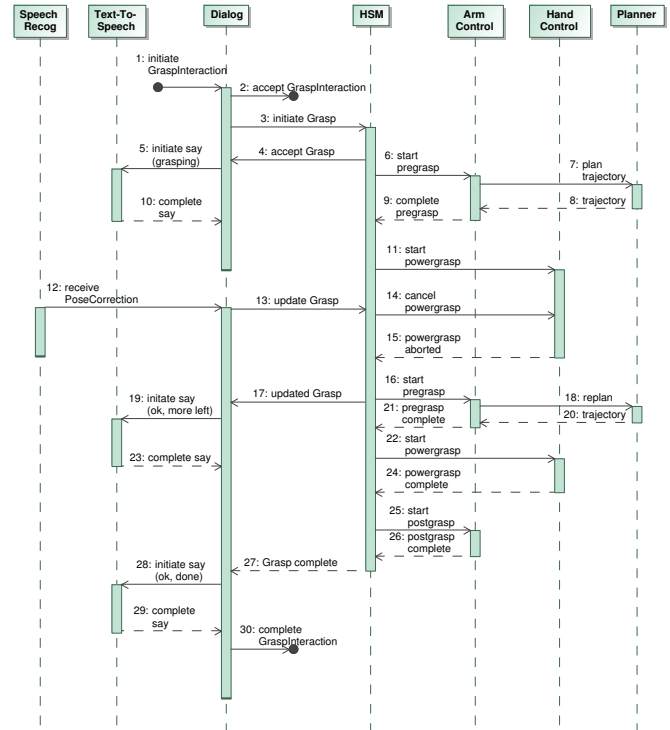 Speech
Recog
Text-To-
Speech
Dialog
HSM
Arm
Control
Hand
Control
Planner
1: initiate
GraspInteraction
2: accept GraspInteraction
3: initiate Grasp
4: accept Grasp
5: initiate say
(grasping)
6: start
pregrasp
7: plan
trajectory
8: trajectory
9: complete
pregrasp
10: complete
say
11: start
powergrasp
12: receive
PoseCorrection
13: update Grasp
14: cancel
powergrasp
15: powergrasp
aborted
16: start
pregrasp
17: updated Grasp
18: replan
19: initate say
(ok, more left)
20: trajectory
21: pregrasp
complete
22: start
powergrasp
23: complete say
24: powergrasp
complete
25: start
postgrasp
26: postgrasp
complete
27: Grasp complete
28: initiate say
(ok, done)
29: complete
say
30: complete
GraspInteraction